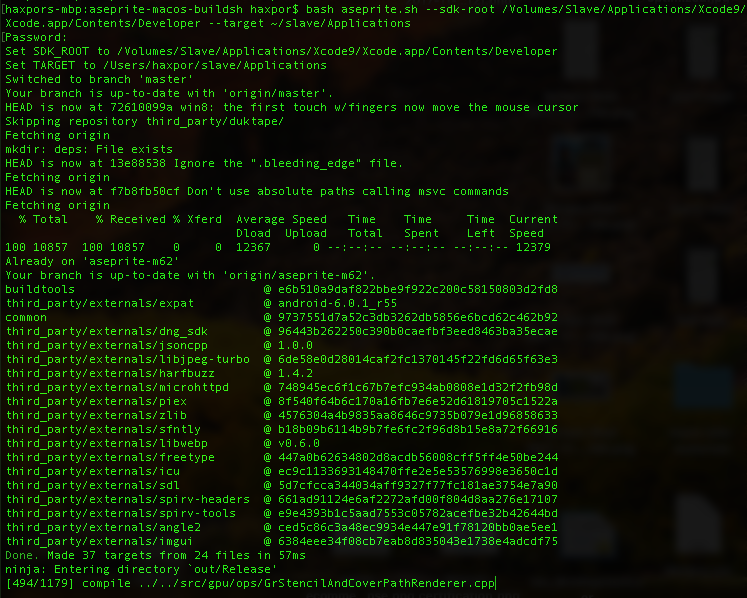 haxpors-mbp:aseprite-macos-buildsh haxpor$ bash aseprite.sh --sdk-root /Volumes/Slave/Applications/Xcode9/
Xcode.app/Contents/Developer --target ~/slave/Applications
Password:
Set SDK_ROOT to /Volumes/Slave/Applications/Xcode9/Xcode.app/Contents/Developer
Set TARGET to /Users/haxpor/slave/Applications
Switched to branch 'master'
Your branch is up-to-date with 'origin/master'.
HEAD is now at 72610099a win8: the first touch w/fingers now move the mouse cursor
Skipping repository third_party/duktape/
Fetching origin
mkdir: deps: File exists
HEAD is now at 13e88538 Ignore the ".bleeding_edge" file.
Fetching origin
HEAD is now at f7b8fb50cf Don't use absolute paths calling msvc commands
Fetching origin
% Total % Received % Xferd Average Speed Time Time Time Current
Dload Upload Total Spent Left Speed
100 10857 100 10857 0 0 12367 0 --:--:-- --:--:-- --:--:-- 12379
Already on 'aseprite-m62'
Your branch is up-to-date with 'origin/aseprite-m62'.
buildtools @ e6b510a9daf822bbe9f922c200c58150803d2fd8
third_party/externals/expat @ android-6.0.1_r55
common @ 9737551d7a52c3db3262db5856e6bcd62c462b92
third_party/externals/dng_sdk @ 96443b262250c390b0caefbf3eed8463ba35ecae
third_party/externals/jsoncpp @ 1.0.0
third_party/externals/libjpeg-turbo @ 6de58e0d28014caf2fc1370145f22fd6d65f63e3
third_party/externals/harfbuzz @ 1.4.2
third_party/externals/microhttpd @ 748945ec6f1c67b7efc934ab0808e1d32f2fb98d
third_party/externals/piex @ 8f540f64b6c170a16fb7e6e52d61819705c1522a
third_party/externals/zlib @ 4576304a4b9835aa8646c9735b079e1d96858633
third_party/externals/sfntly @ b18b09b6114b9b7fe6fc2f96d8b15e8a72f66916
third_party/externals/libwebp @ v0.6.0
third_party/externals/freetype @ 447a0b62634802d8acdb56008cff5ff4e50be244
third_party/externals/icu @ ec9c1133693148470ffe2e5e53576998e3650c1d
third_party/externals/sdl @ 5d7cfcca344034aff9327f77fc181ae3754e7a90
third_party/externals/spirv-headers @ 661ad91124e6af2272afd00f804d8aa276e17107
third_party/externals/spirv-tools @ e9e4393b1c5aad7553c05782acefbe32b42644bd
third_party/externals/angle2 @ ced5c86c3a48ec9934e447e91f78120bb0ae5ee1
third_party/externals/imgui @ 6384eee34f08cb7eab8d835043e1738e4adcdf75
Done. Made 37 targets from 24 files in 57ms
ninja: Entering directory `out/Release'
[494/1179] compile ../../src/gpu/ops/GrStencilAndCoverPathRenderer.cpp